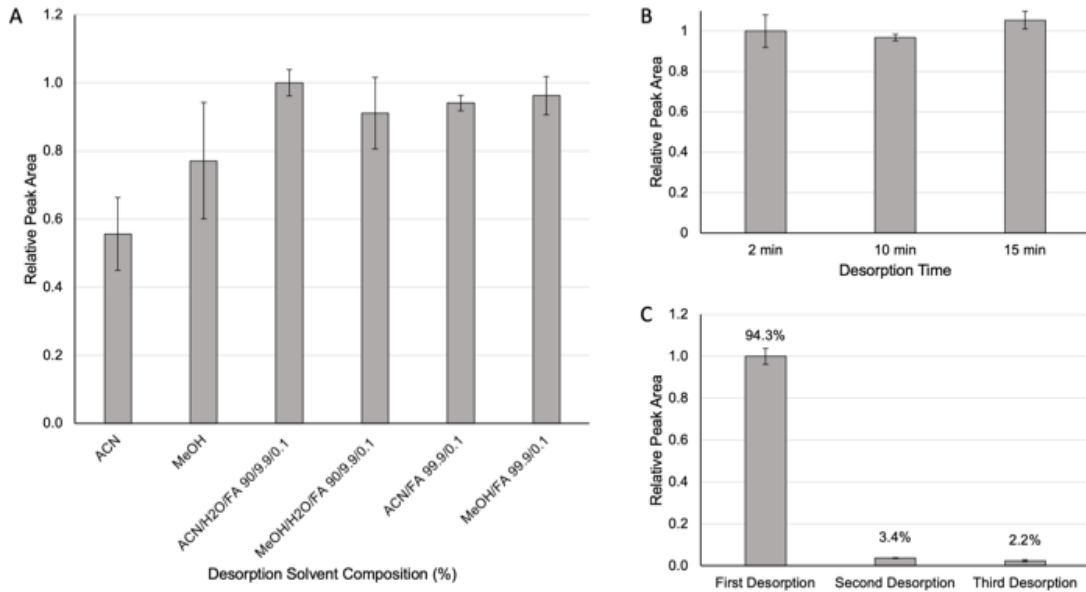 A
1.2
1.0
0.8
0.6
0.4
0.2
0.0
Relative Peak Area
ACN
MeOH
ACN/H2O/FA 90/9.9/0.1
MeOH/H2O/FA 90/9.9/0.1
ACN/FA 99.9/0.1
MeOH/FA 99.9/0.1
Desorption Solvent Composition (%)
B
1
0.8
0.6
0.4
0.2
0
Relative Peak Area
2 min
10 min
15 min
Desorption Time
C
1.2
1.0
0.8
0.6
0.4
0.2
0.0
Relative Peak Area
94.3%
3.4%
2.2%
First Desorption
Second Desorption
Third Desorption